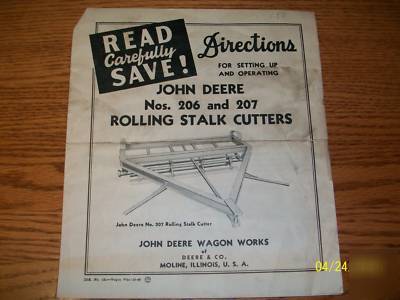 READ
Carefully
SAVE!
Directions
FOR SETTING UP
AND OPERATING
JOHN DEERE
Nos. 206 and 207
ROLLING STALK CUTTERS
John Deere No. 207 Rolling Stalk Cutter
JOHN DEERE WAGON WORKS
of
DEERE & CO.
MOLINE, ILLINOIS, U. S. A.
04/24